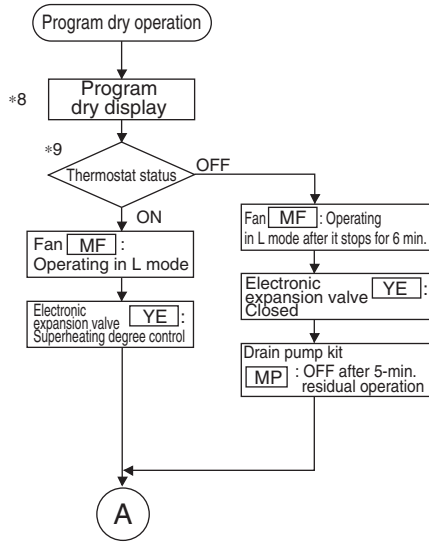 Program dry operation
*8
Program
dry display
*9
Thermostat status
OFF
ON
Fan MF :
Operating in L mode
Electronic
expansion valve YE :
Superheating degree control
Fan MF : Operating
in L mode after it stops for 6 min.
Electronic
expansion valve YE :
Closed
Drain pump kit
MP : OFF after 5-min.
residual operation
A